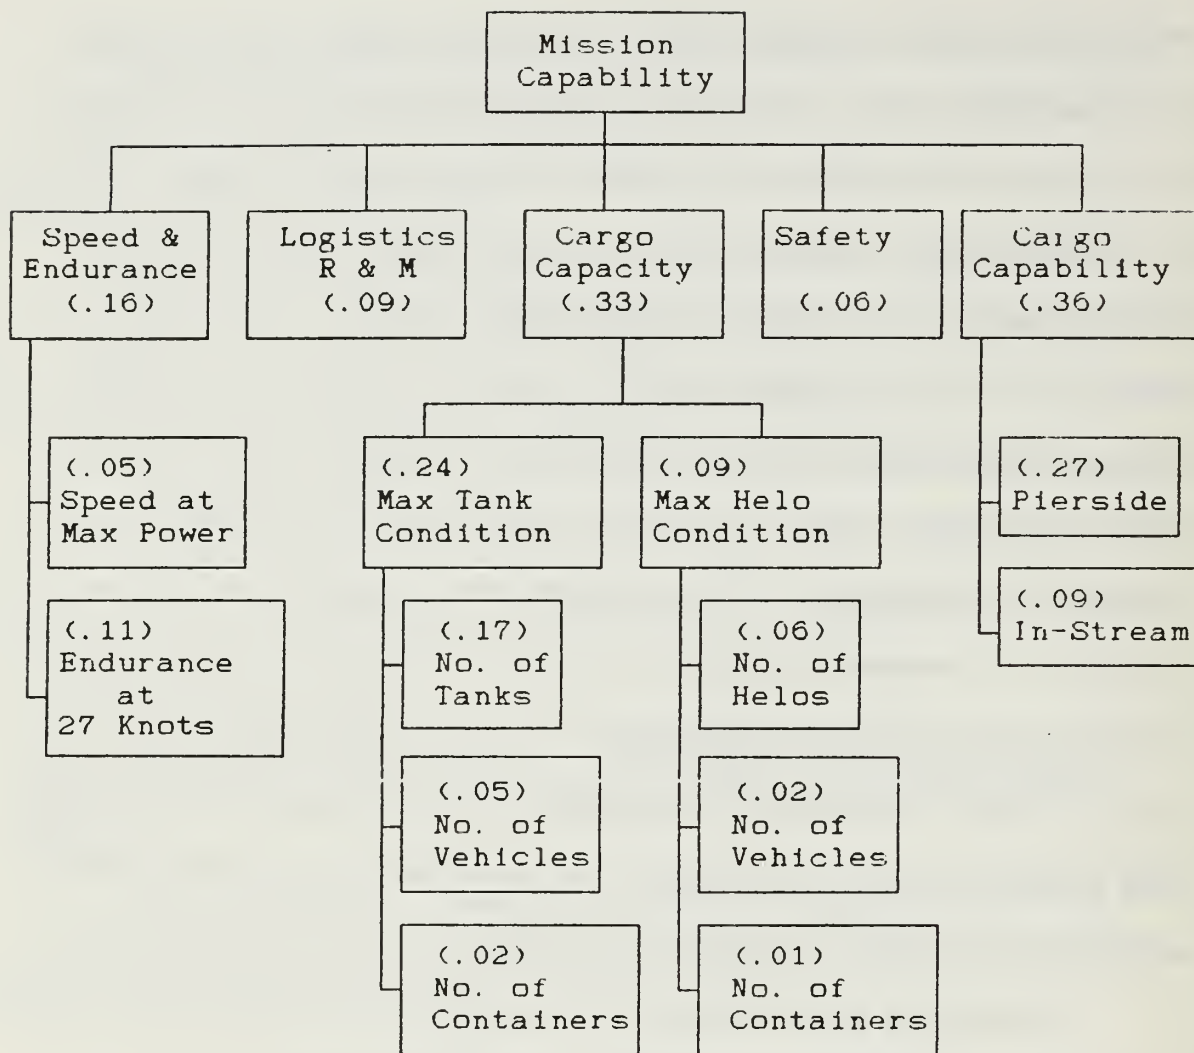 Mission
Capability
Speed &
Endurance
(.16)
Logistics
R & M
(.09)
Cargo
Capacity
(.33)
Safety
(.06)
Cargo
Capability
(.36)
(.05)
Speed at
Max Power
(.11)
Endurance
at
27 Knots
(.24)
Max Tank
Condition
(.17)
No. of
Tanks
(.05)
No. of
Vehicles
(.02)
No. of
Containers
(.09)
Max Helo
Condition
(.06)
No. of
Helos
(.02)
No. of
Vehicles
(.01)
No. of
Containers
(.27)
Pierside
(.09)
In-Stream